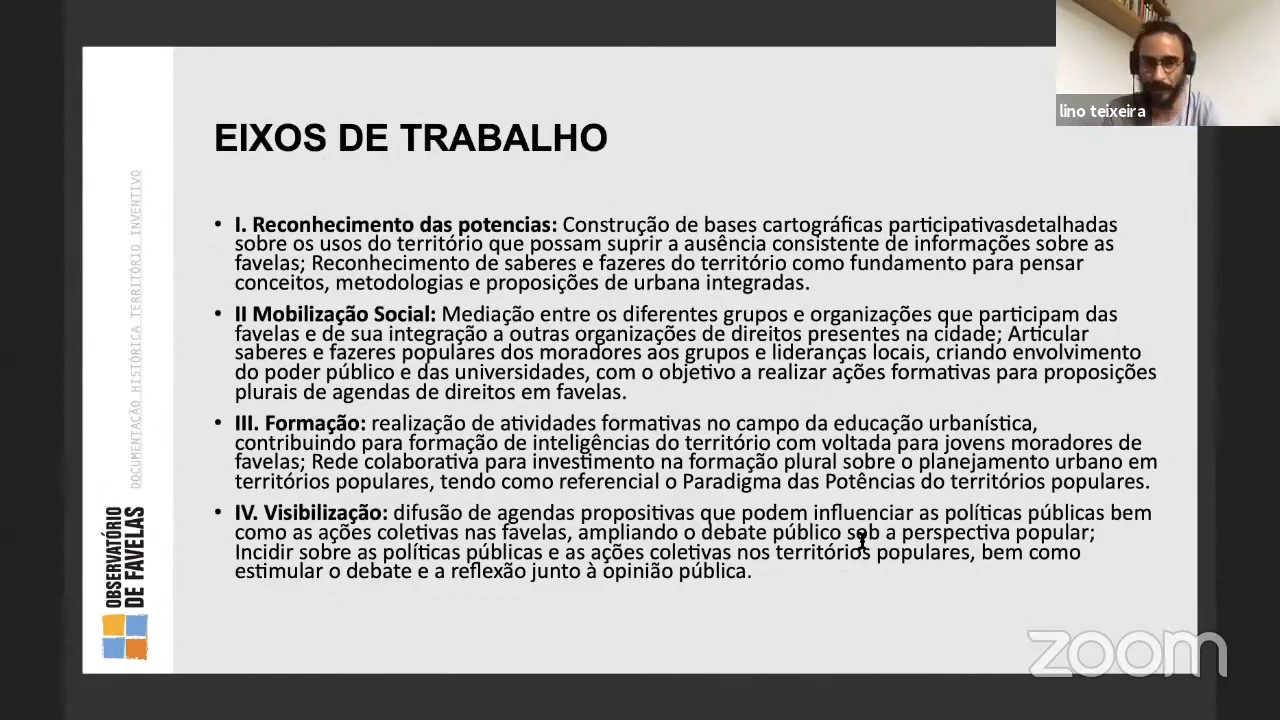 lino teixeira
EIXOS DE TRABALHO
• I. Reconhecimento das potencias: Construção de bases cartográficas participativasdetalhadas
sobre os usos do território que possam suprir a ausência consistente de informações sobre as
favelas; Reconhecimento de saberes e fazeres do território como fundamento para pensar
conceitos, metodologias e proposições de urbana integradas.
• II Mobilização Social: Mediação entre os diferentes grupos e organizações que participam das
favelas e de sua integração a outras organizações de direitos presentes na cidade; Articular
saberes e fazeres populares dos moradores aos grupos e lideranças locais, criando envolvimento
do poder público e das universidades, com o objetivo a realizar ações formativas para proposições
plurais de agendas de direitos em favelas.
• III. Formação: realização de atividades formativas no campo da educação urbanística,
contribuindo para formação de inteligências do território com voltada para jovens moradores de
favelas; Rede colaborativa para investimento na formação plural sobre o planejamento urbano em
territórios populares, tendo como referencial o Paradigma das Potências do territórios populares.
• IV. Visibilização: difusão de agendas propositivas que podem influenciar as políticas públicas bem
como as ações coletivas nas favelas, ampliando o debate público sob a perspectiva popular;
Incidir sobre as políticas públicas e as ações coletivas nos territórios populares, bem como
estimular o debate e a reflexão junto à opinião pública.
DOCUMENTAÇÃO HISTÓRICA TERRITÓRIO INVENTIVO
OBSERVATÓRIO
DE FAVELAS
zoom